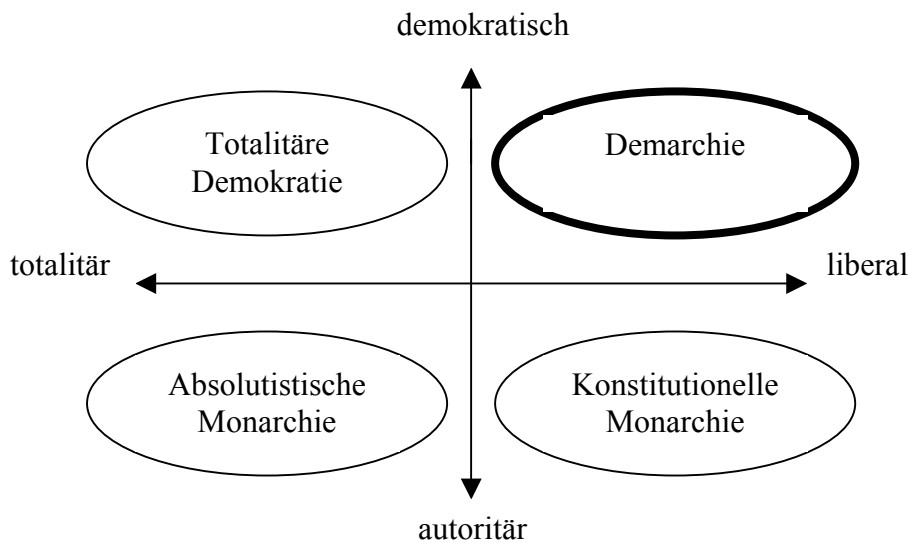 demokratisch
Totalitäre
Demokratie
Demarchie
totalitär
liberal
Absolutistische
Monarchie
Konstitutionelle
Monarchie
autoritär